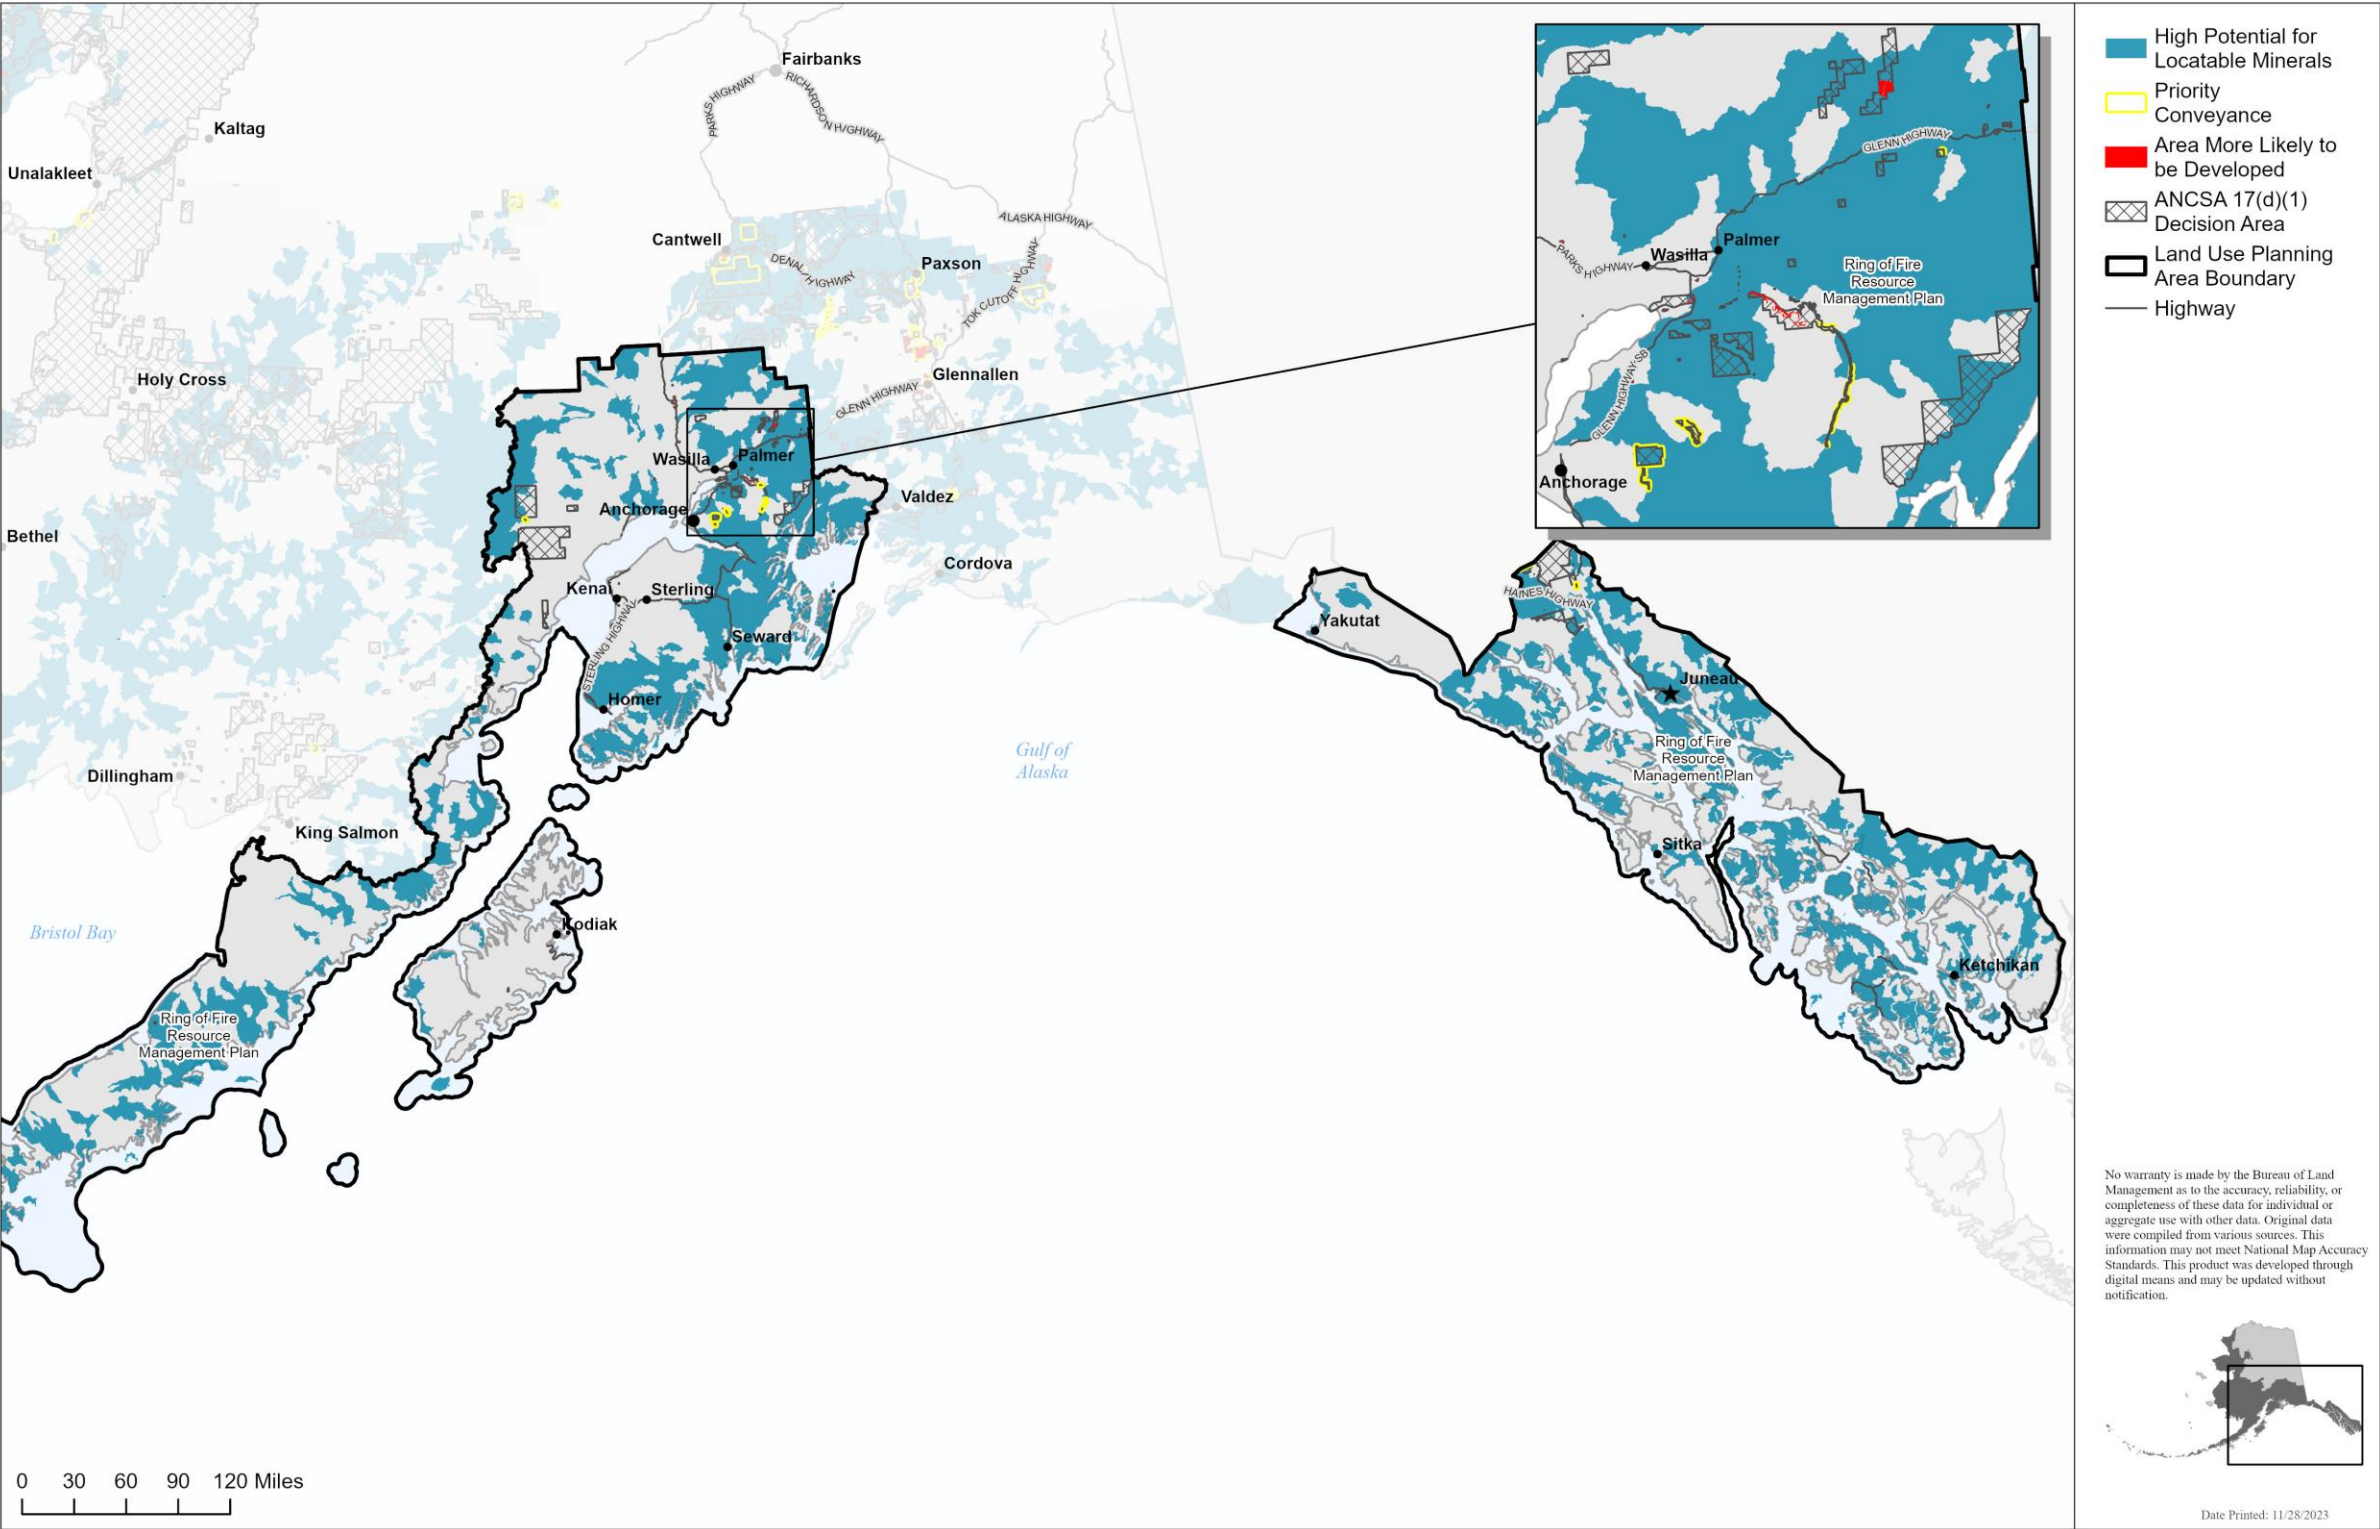 Fairbanks
PARKS HIGHWAY
RICHARDSON HIGHWAY
Kaltag
Unalakleet
ALASKA HIGHWAY
Cantwell
DENALI HIGHWAY
Paxson
TOK CUTOFF HIGHWAY
Holy Cross
Glennallen
GLENN HIGHWAY
Wasilla
Palmer
Valdez
Anchorage
Bethel
Cordova
Kenai
Sterling
STERLING HIGHWAY
Seward
Homer
Dillingham
Gulf of
Alaska
King Salmon
Kodiak
Bristol Bay
Ring of Fire
Resource
Management Plan
HAINES HIGHWAY
Yakutat
Juneau
Ring of Fire
Resource
Management Plan
Sitka
Ketchikan
GLENN HIGHWAY
Palmer
Wasilla
PARKS HIGHWAY
Ring of Fire
Resource
Management Plan
GLENN HIGHWAY SB
Anchorage
0 30 60 90 120 Miles
High Potential for
Locatable Minerals
Priority
Conveyance
Area More Likely to
be Developed
ANCSA 17(d)(1)
Decision Area
Land Use Planning
Area Boundary
Highway
No warranty is made by the Bureau of Land
Management as to the accuracy, reliability, or
completeness of these data for individual or
aggregate use with other data. Original data
were compiled from various sources. This
information may not meet National Map Accuracy
Standards. This product was developed through
digital means and may be updated without
notification.
Date Printed: 11/28/2023